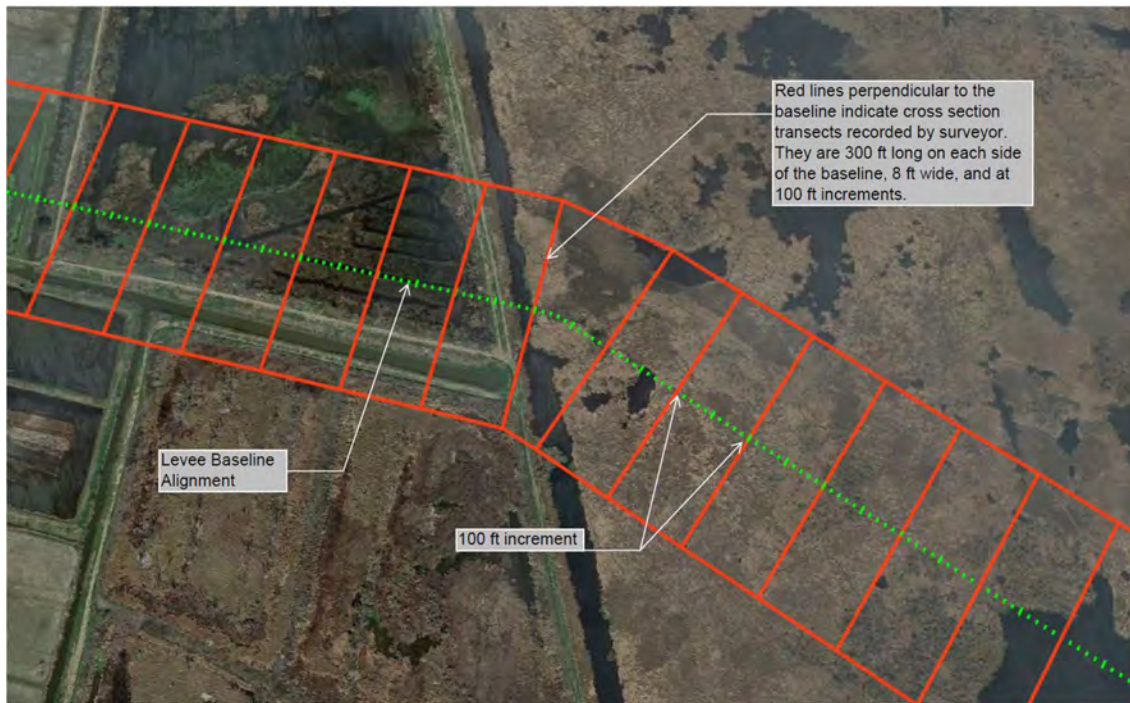 Red lines perpendicular to the
baseline indicate cross section
transects recorded by surveyor.
They are 300 ft long on each side
of the baseline, 8 ft wide, and at
100 ft increments.
Levee Baseline
Alignment
100 ft increment